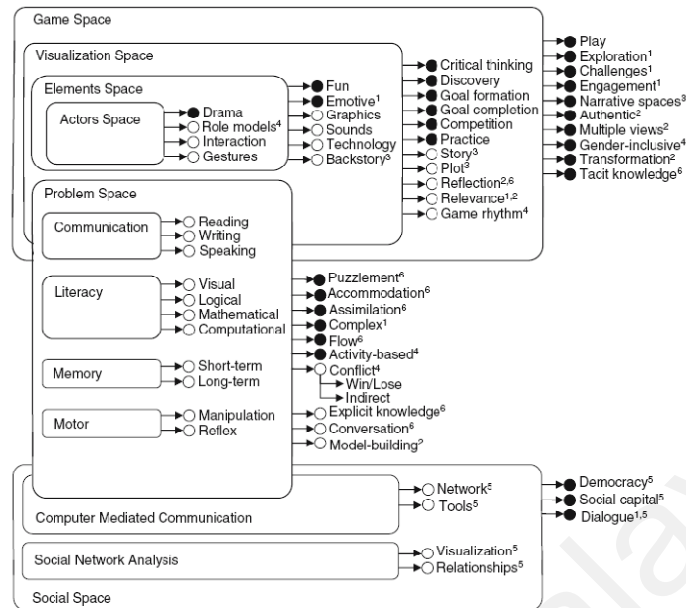 Game Space
Visualization Space
Elements Space
Actors Space
Drama
Role models⁴
Interaction
Gestures
Fun
Emotive¹
Graphics
Sounds
Technology
Backstory³
Critical thinking
Discovery
Goal formation
Goal completion
Competition
Practice
Story³
Plot³
Reflection²,⁶
Relevance¹,²
Game rhythm⁴
Play
Exploration¹
Challenges¹
Engagement¹
Narrative spaces³
Authentic²
Multiple views²
Gender-inclusive⁴
Transformation²
Tacit knowledge⁶
Problem Space
Communication
Reading
Writing
Speaking
Literacy
Visual
Logical
Mathematical
Computational
Memory
Short-term
Long-term
Motor
Manipulation
Reflex
Puzzlement⁶
Accommodation⁶
Assimilation⁶
Complex¹
Flow⁶
Activity-based⁴
Conflict⁴
Win/Lose
Indirect
Explicit knowledge⁶
Conversation⁶
Model-building²
Computer Mediated Communication
Network⁵
Tools⁵
Social Network Analysis
Visualization⁵
Relationships⁵
Social Space
Democracy⁵
Social capital⁵
Dialogue¹,⁵